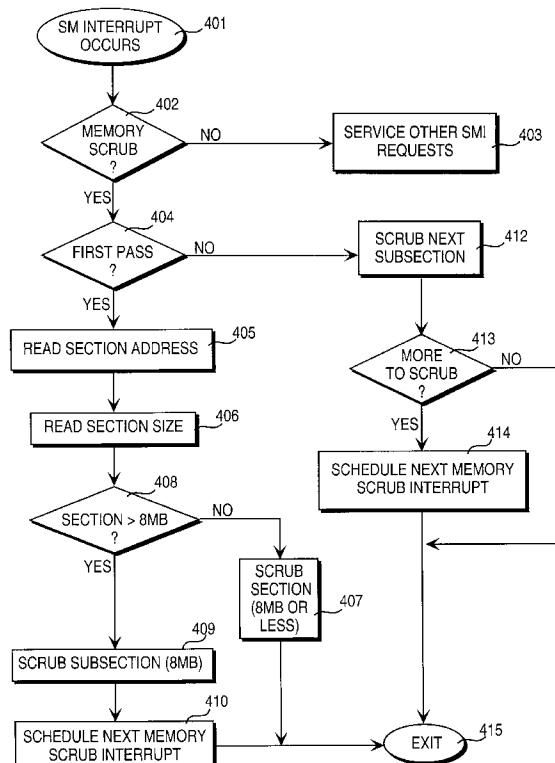 SM INTERRUPT
OCCURS
401
402
MEMORY
SCRUB
?
NO
SERVICE OTHER SMI
REQUESTS
403
YES
404
FIRST PASS
?
NO
SCRUB NEXT
SUBSECTION
412
YES
READ SECTION ADDRESS
405
413
MORE
TO SCRUB
?
NO
READ SECTION SIZE
406
YES
414
SCHEDULE NEXT MEMORY
SCRUB INTERRUPT
408
SECTION > 8MB
?
NO
YES
SCRUB
SECTION
(8MB OR
LESS)
407
409
SCRUB SUBSECTION (8MB)
410
SCHEDULE NEXT MEMORY
SCRUB INTERRUPT
EXIT
415